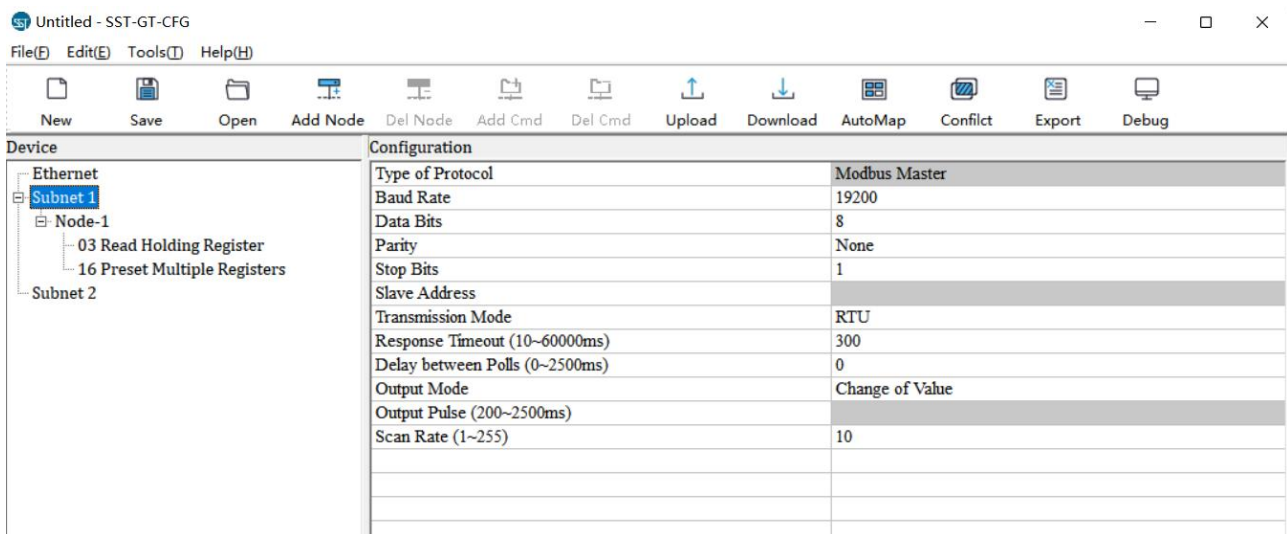 SST Untitled - SST-GT-CFG
File(F) Edit(E) Tools(T) Help(H)
New Save Open Add Node Del Node Add Cmd Del Cmd Upload Download AutoMap Confilct Export Debug
Device Configuration
Ethernet Type of Protocol Modbus Master
Subnet 1 Baud Rate 19200
Node-1 Data Bits 8
03 Read Holding Register Parity None
16 Preset Multiple Registers Stop Bits 1
Subnet 2 Slave Address
Transmission Mode RTU
Response Timeout (10~60000ms) 300
Delay between Polls (0~2500ms) 0
Output Mode Change of Value
Output Pulse (200~2500ms)
Scan Rate (1~255) 10